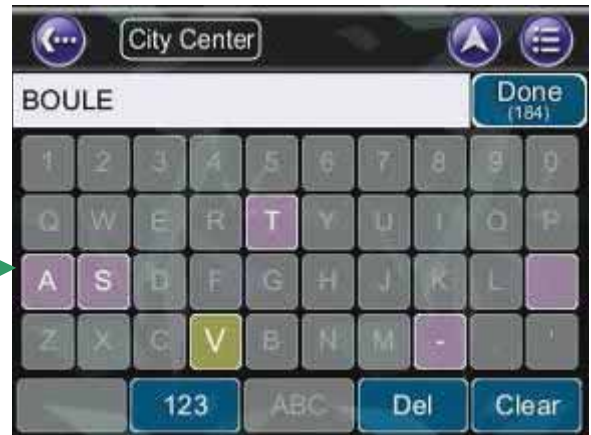 City Center
BOULE
Done
(184)
1 2 3 4 5 6 7 8 9 0
Q W E R T Y U I O P
A S D F G H J K L
Z X C V B N M - . '
123 ABC Del Clear